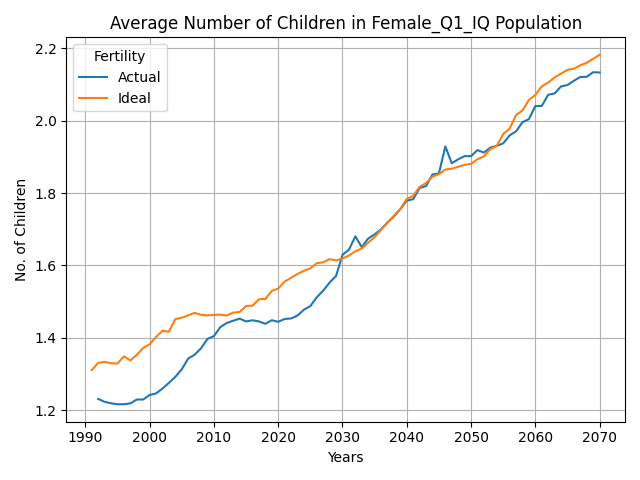 Average Number of Children in Female_Q1_IQ Population
Fertility
Actual
Ideal
No. of Children
2.2
2.0
1.8
1.6
1.4
1.2
1990 2000 2010 2020 2030 2040 2050 2060 2070
Years